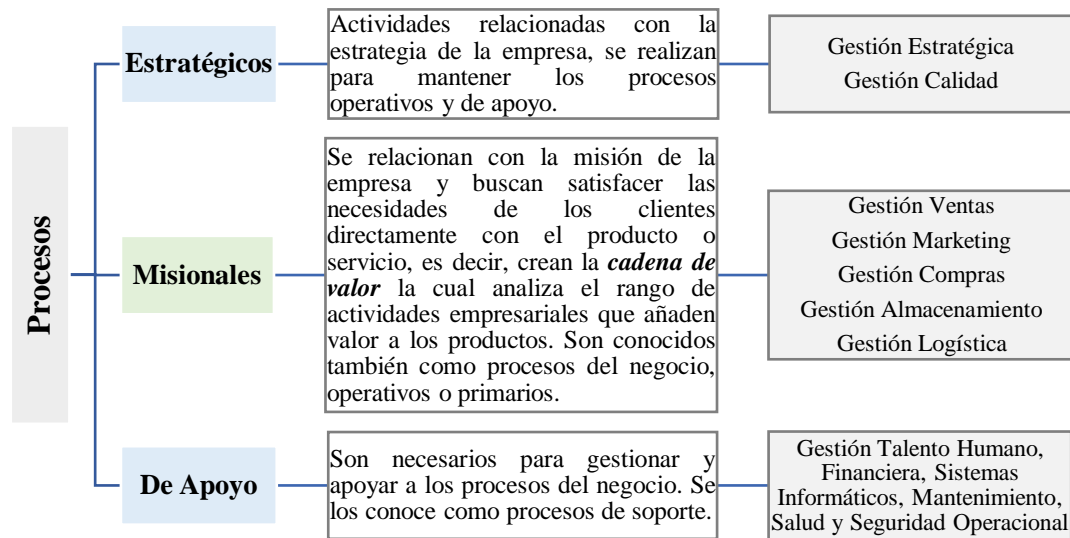 Procesos
Estratégicos
Actividades relacionadas con la
estrategia de la empresa, se realizan
para mantener los procesos
operativos y de apoyo.
Gestión Estratégica
Gestión Calidad
Misionales
Se relacionan con la misión de la
empresa y buscan satisfacer las
necesidades de los clientes
directamente con el producto o
servicio, es decir, crean la cadena de
valor la cual analiza el rango de
actividades empresariales que añaden
valor a los productos. Son conocidos
también como procesos del negocio,
operativos o primarios.
Gestión Ventas
Gestión Marketing
Gestión Compras
Gestión Almacenamiento
Gestión Logística
De Apoyo
Son necesarios para gestionar y
apoyar a los procesos del negocio. Se
los conoce como procesos de soporte.
Gestión Talento Humano,
Financiera, Sistemas
Informáticos, Mantenimiento,
Salud y Seguridad Operacional